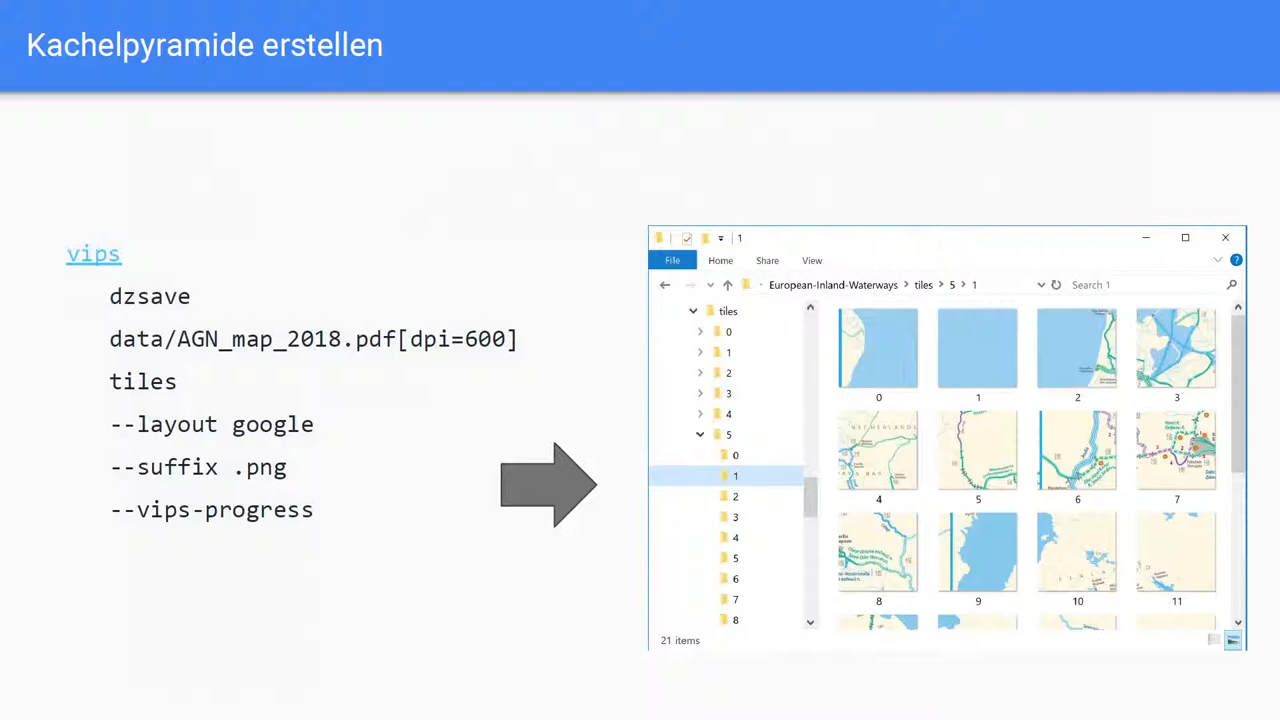 Kachelpyramide erstellen
vips
dzsave
data/AGN_map_2018.pdf[dpi=600]
tiles
--layout google
--suffix .png
--vips-progress
1
File Home Share View
European-Inland-Waterways tiles 5 1 Search 1
tiles
0
1
2
3
4
5
0
1
2
3
4
5
6
7
8
0 1 2 3
NETHERLANDS
4 5 6 7
8 9 10 11
21 items